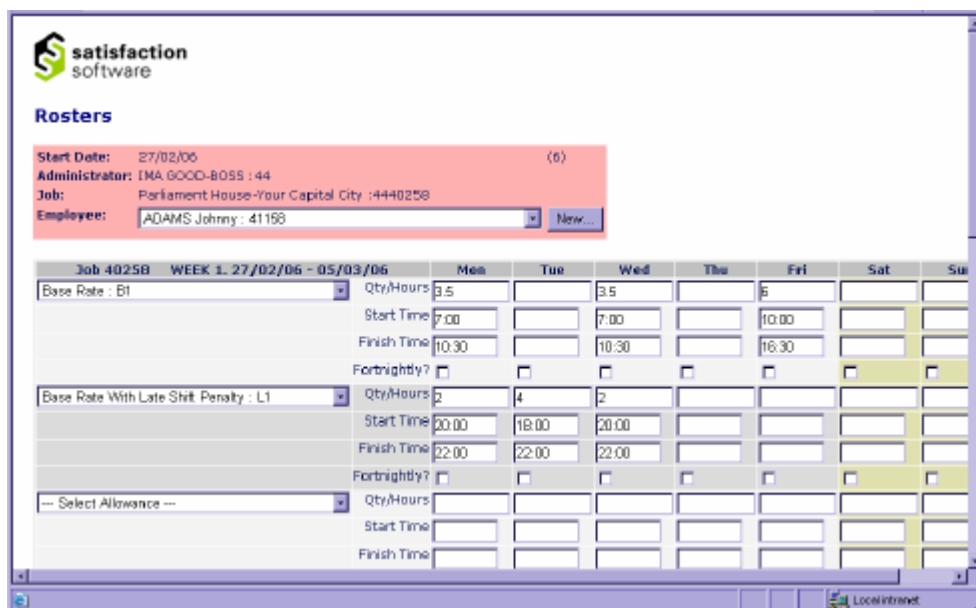 satisfaction
software
Rosters
Start Date: 27/02/06 (6)
Administrator: IMA GOOD-BOSS : 44
Job: Parliament House-Your Capital City :4440258
Employee: ADAMS Johnny : 41158 New...
Job 40258 WEEK 1. 27/02/06 - 05/03/06 Mon Tue Wed Thu Fri Sat Su
Base Rate : B1 Qty/Hours 3.5 3.5 6
Start Time 7:00 7:00 10:00
Finish Time 10:30 10:30 16:30
Fortnightly?
Base Rate With Late Shift Penalty : L1 Qty/Hours 2 4 2
Start Time 20:00 18:00 20:00
Finish Time 22:00 22:00 22:00
Fortnightly?
--- Select Allowance --- Qty/Hours
Start Time
Finish Time
Local intranet